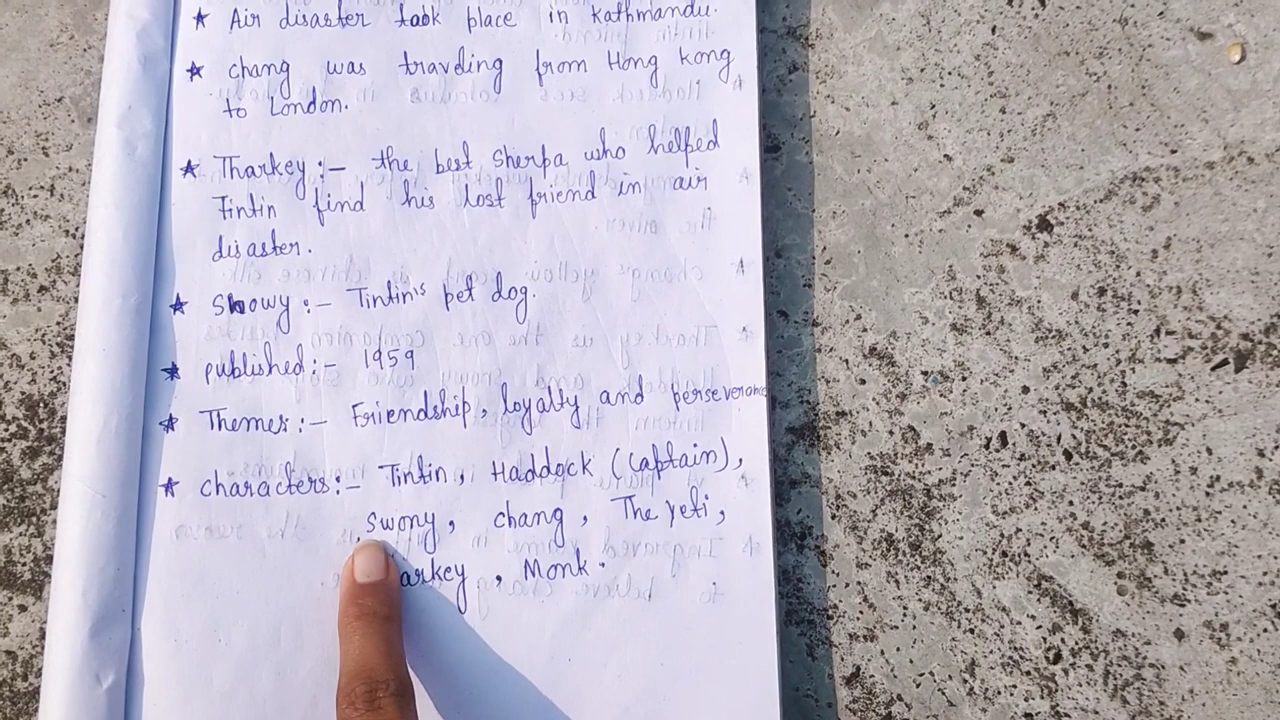 ★ Air disaster took place in Kathmandu.
★ chang was traveling from Hong Kong
to London.
★ Tharkey :- the best Sherpa who helped
Tintin find his lost friend in air
disaster.
★ Snowy :- Tintin's pet dog.
★ published :- 1959
★ Themes :- Friendship, loyalty and perseverance
★ characters :- Tintin, Haddock (Captain),
Swony, chang, The yeti,
arkey, Monk.